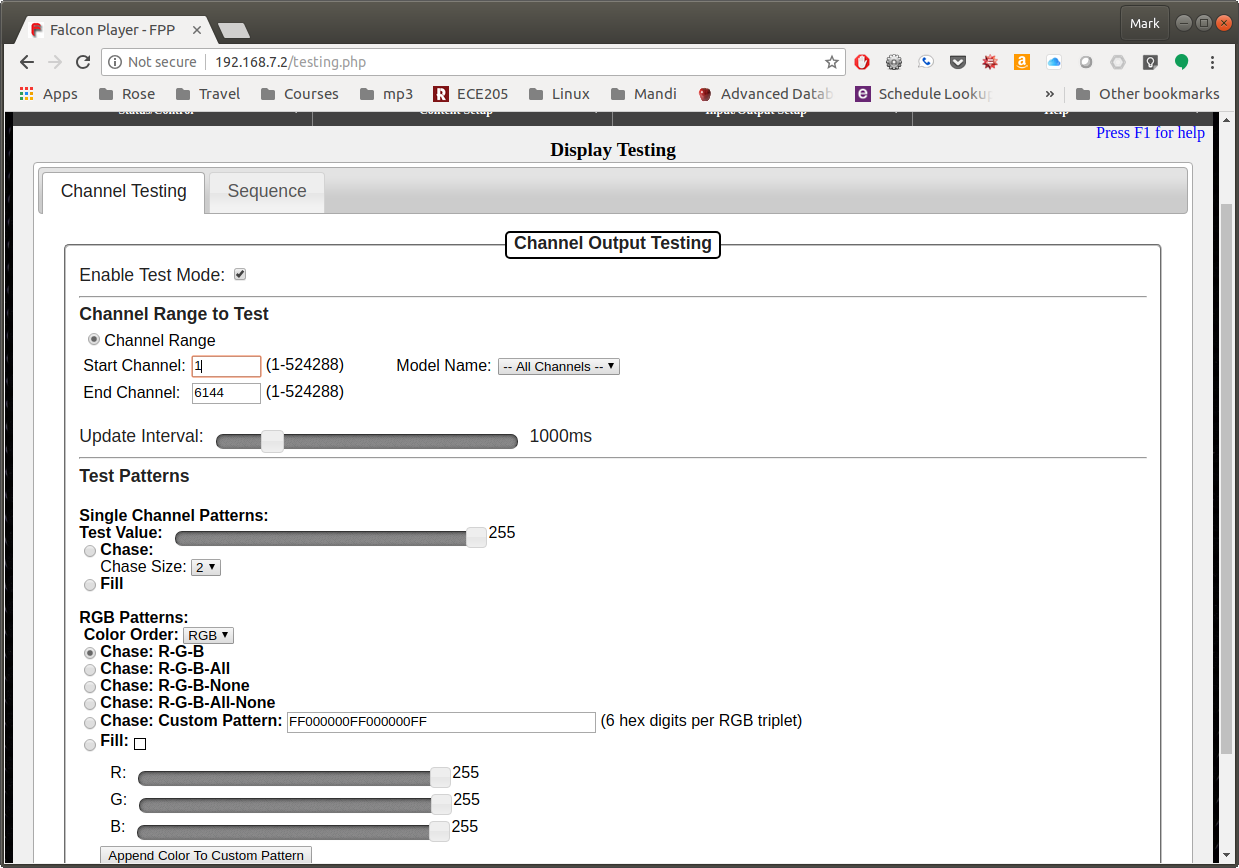 Falcon Player - FPP
Mark
Not secure 192.168.7.2/testing.php
Apps Rose Travel Courses mp3 ECE205 Linux Mandi Advanced Datab Schedule Looku » Other bookmarks
Status/Control Content Setup Input/Output Setup Help
Press F1 for help
Display Testing
Channel Testing Sequence
Channel Output Testing
Enable Test Mode:
Channel Range to Test
Channel Range
Start Channel: 1 (1-524288) Model Name: -- All Channels --
End Channel: 6144 (1-524288)
Update Interval: 1000ms
Test Patterns
Single Channel Patterns:
Test Value: 255
Chase:
Chase Size: 2
Fill
RGB Patterns:
Color Order: RGB
Chase: R-G-B
Chase: R-G-B-All
Chase: R-G-B-None
Chase: R-G-B-All-None
Chase: Custom Pattern: FF000000FF000000FF (6 hex digits per RGB triplet)
Fill:
R: 255
G: 255
B: 255
Append Color To Custom Pattern